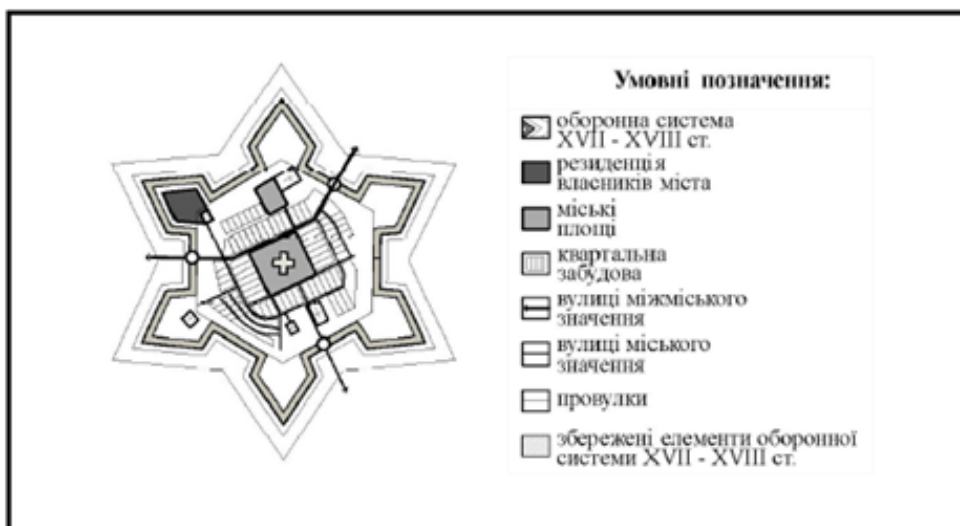 Умовні позначення:
оборонна система
XVII - XVIII ст.
резиденція
власників міста
міські
площі
квартальна
забудова
вулиці міжміського
значення
вулиці міського
значення
провулки
збережені елементи оборонної
системи XVII - XVIII ст.